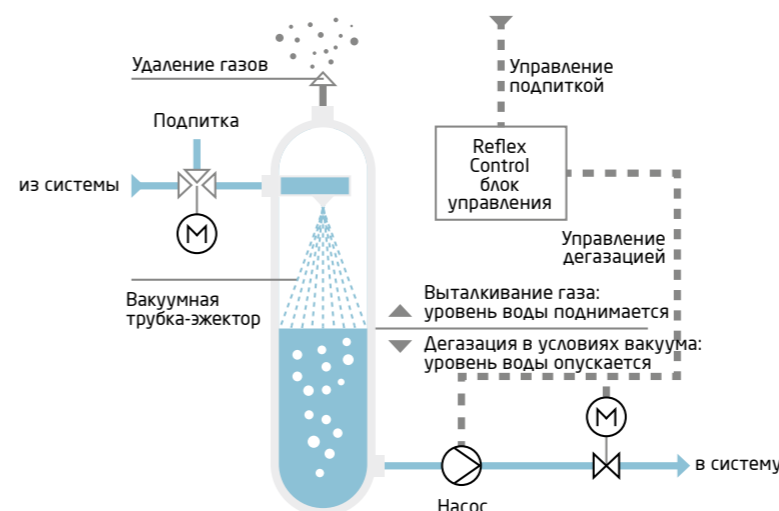 Удаление газов
Управление
подпиткой
Подпитка
Reflex
Control
блок
управления
из системы
M
Управление
дегазацией
Вакуумная
трубка-эжектор
Выталкивание газа:
уровень воды поднимается
Дегазация в условиях вакуума:
уровень воды опускается
M
в систему
Насос